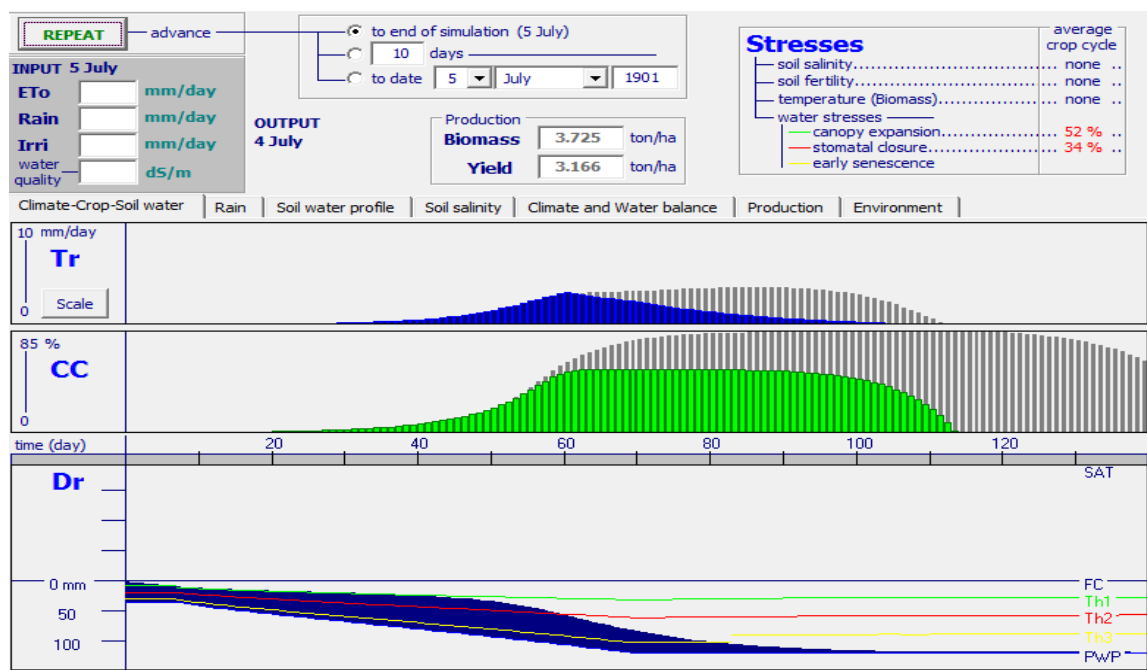 REPEAT
advance
to end of simulation (5 July)
10 days
to date 5 July 1901
INPUT 5 July
ETo mm/day
Rain mm/day
Irri mm/day
water quality dS/m
OUTPUT
4 July
Production
Biomass 3.725 ton/ha
Yield 3.166 ton/ha
Stresses
average
crop cycle
soil salinity.................................... none ..
soil fertility..................................... none ..
temperature (Biomass)................... none ..
water stresses
canopy expansion.................... 52 % ..
stomatal closure........................ 34 % ..
early senescence
Climate-Crop-Soil water Rain Soil water profile Soil salinity Climate and Water balance Production Environment
10 mm/day
Tr
0
Scale
85 %
CC
0
time (day) 20 40 60 80 100 120
Dr
SAT
0 mm
50
100
FC
Th1
Th2
Th3
PWP